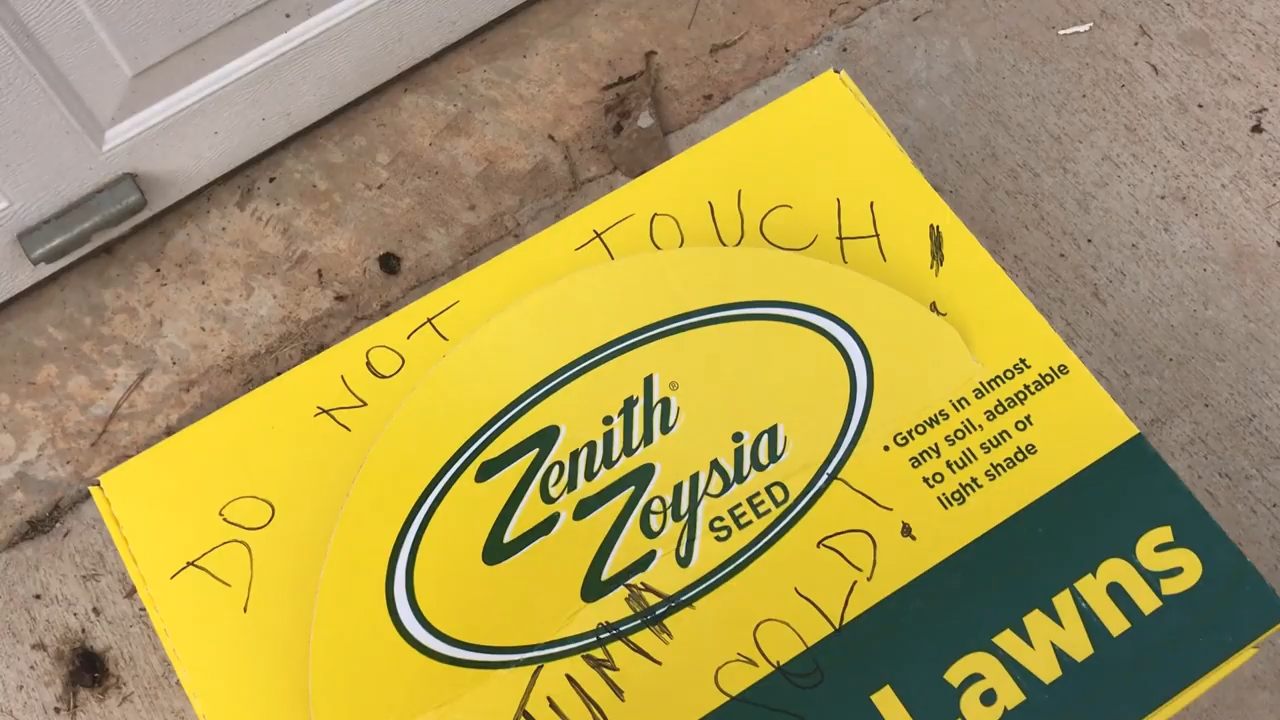 DO NOT TOUCH!
Zenith®
Zoysia
SEED
• Grows in almost
any soil, adaptable
to full sun or
light shade
GOLD!
Lawns